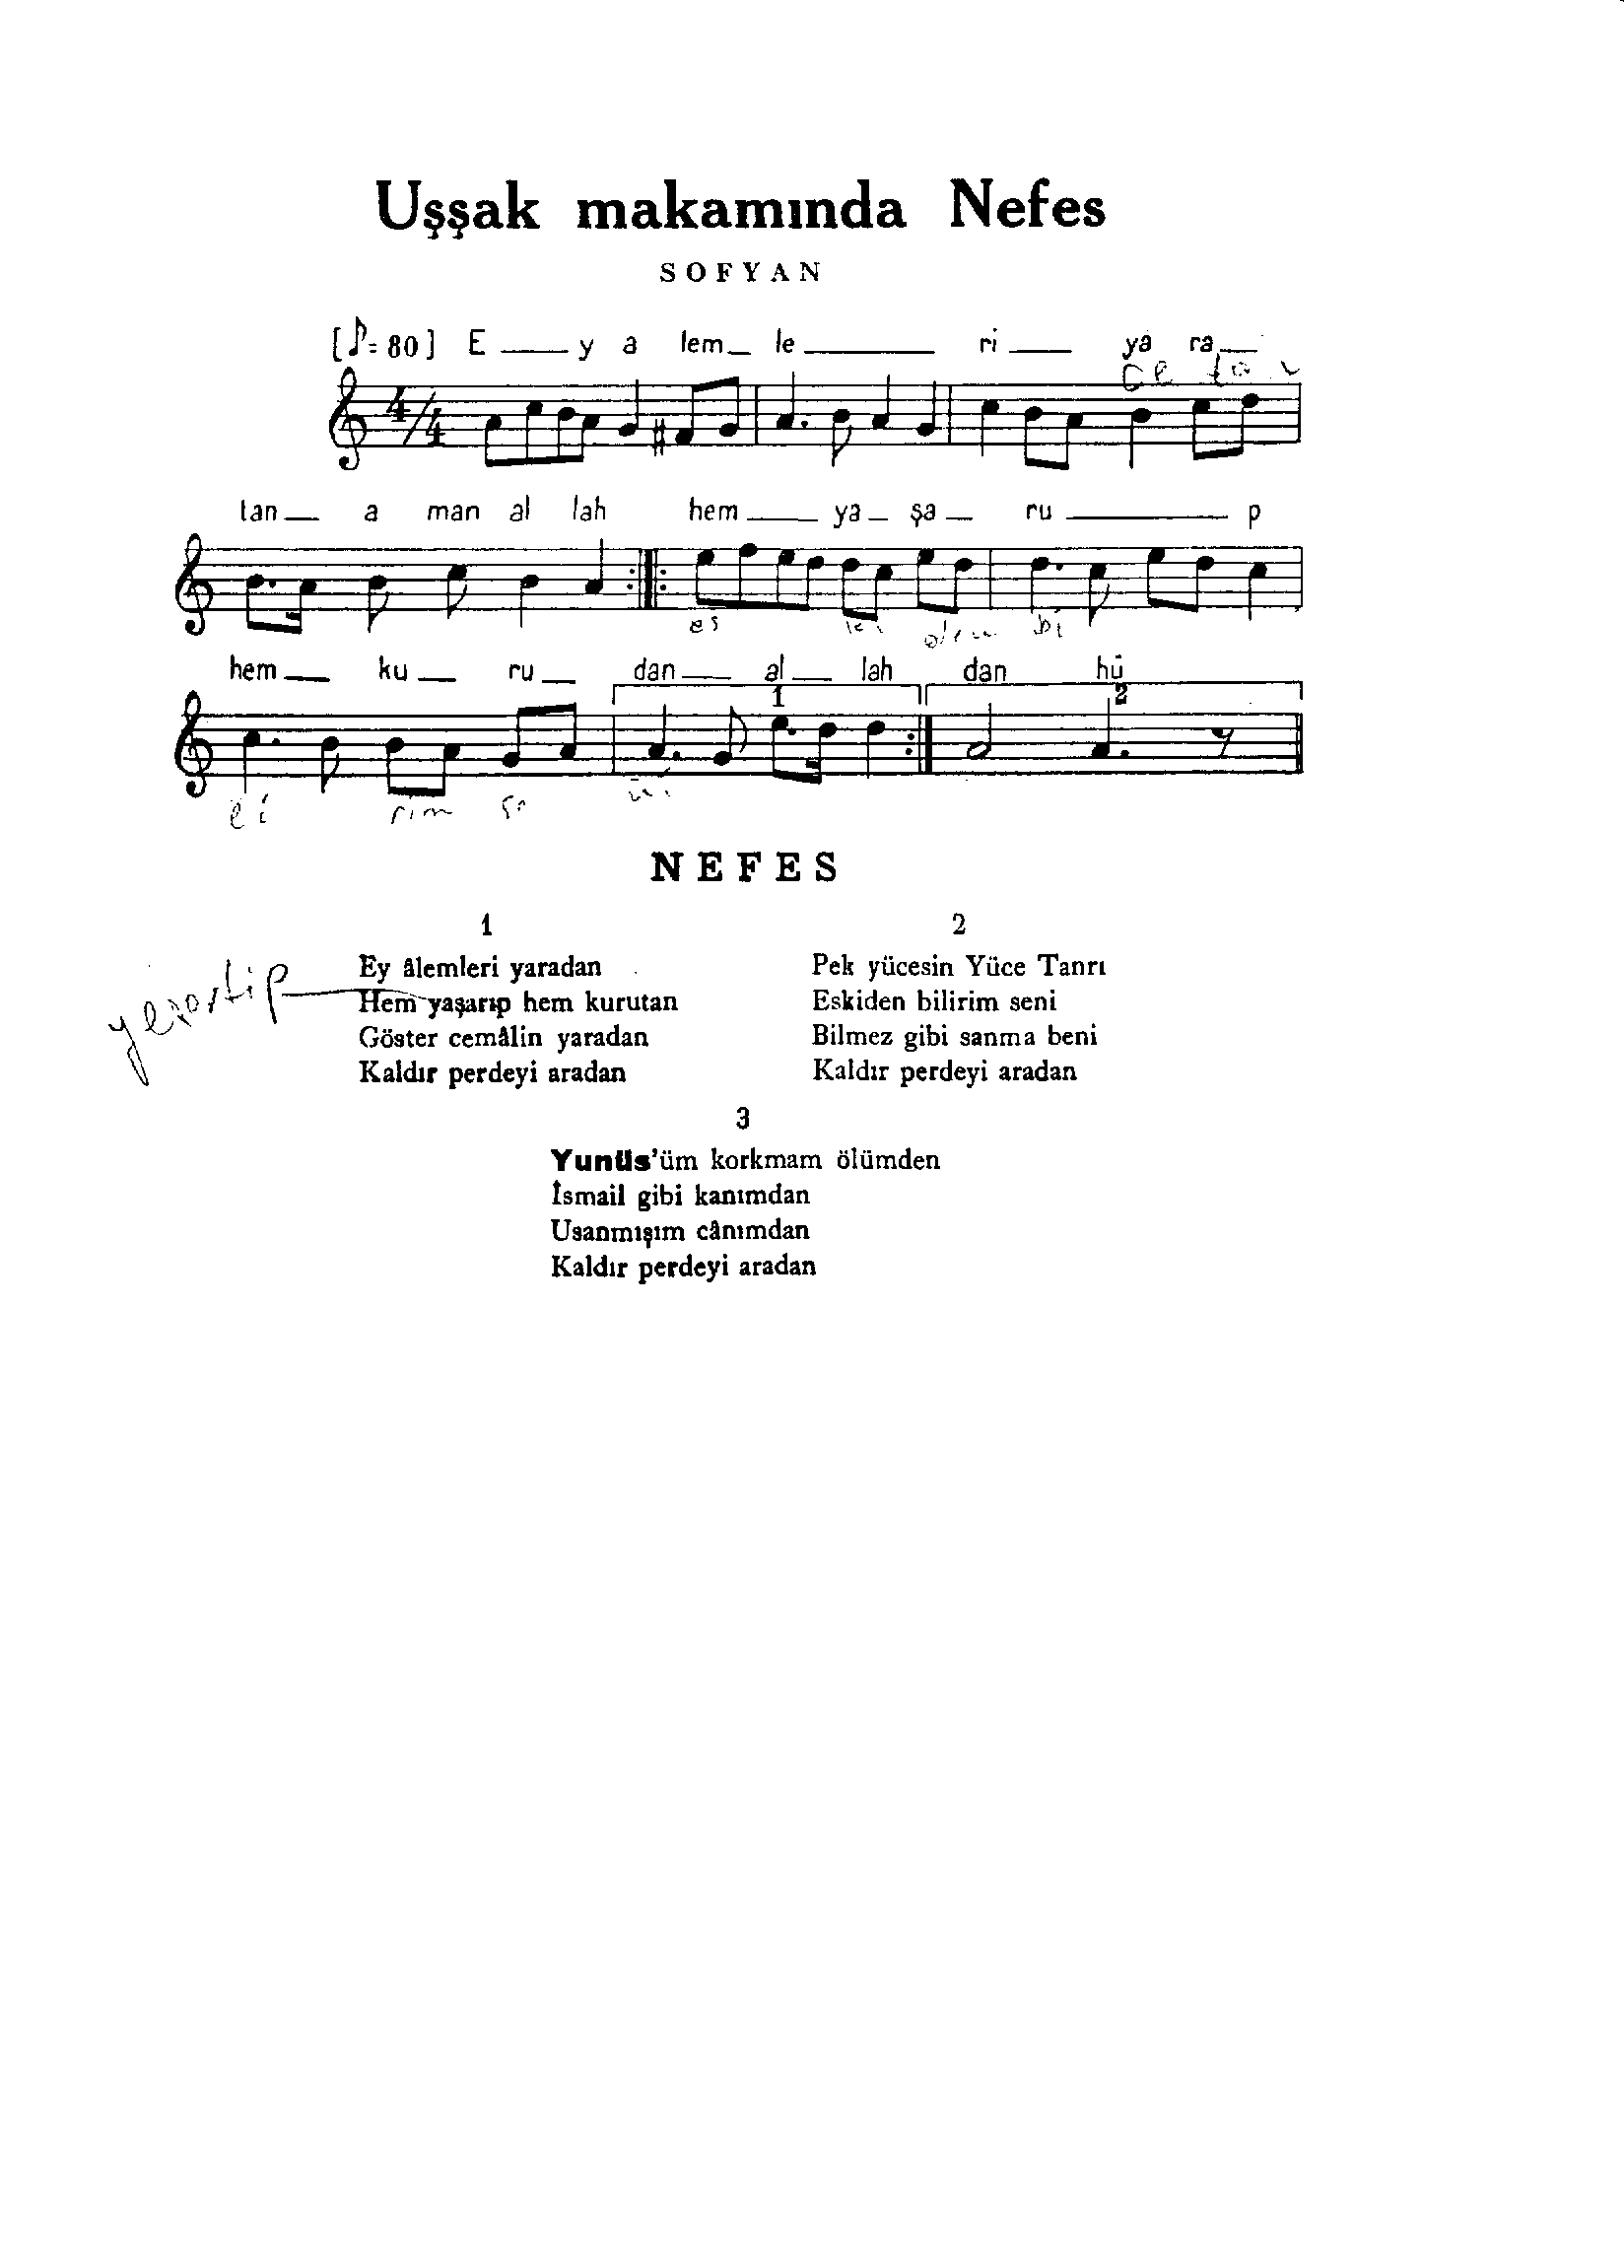 Uşşak makamında Nefes
SOFYAN
[♪= 80] E y a lem le ri ya ra
4/4
tan a man al lah hem ya şa ru p
hem ku ru dan al lah dan hü
1 2
NEFES
1
Ey âlemleri yaradan
Hem yaşarıp hem kurutan
Göster cemâlin yaradan
Kaldır perdeyi aradan
2
Pek yücesin Yüce Tanrı
Eskiden bilirim seni
Bilmez gibi sanma beni
Kaldır perdeyi aradan
3
Yunüs'üm korkmam ölümden
İsmail gibi kanımdan
Usanmışım cânımdan
Kaldır perdeyi aradan